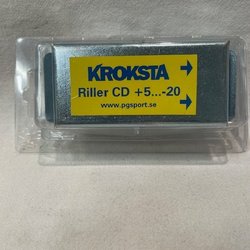 KROKSTA
Riller CD +5...-20
www.pgsport.se